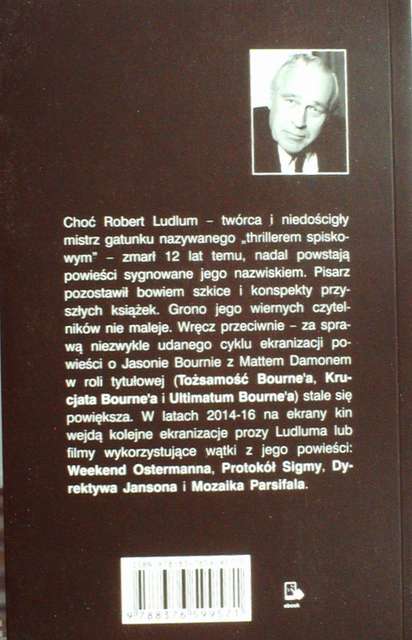 Choć Robert Ludlum – twórca i niedościgły
mistrz gatunku nazywanego „thrillerem spisko-
wym” – zmarł 12 lat temu, nadal powstają
powieści sygnowane jego nazwiskiem. Pisarz
pozostawił bowiem szkice i konspekty przy-
szłych książek. Grono jego wiernych czytel-
ników nie maleje. Wręcz przeciwnie – za spra-
wą niezwykle udanego cyklu ekranizacji po-
wieści o Jasonie Bournie z Mattem Damonem
w roli tytułowej (Tożsamość Bourne'a, Kru-
cjata Bourne'a i Ultimatum Bourne'a) stale się
powiększa. W latach 2014-16 na ekrany kin
wejdą kolejne ekranizacje prozy Ludluma lub
filmy wykorzystujące wątki z jego powieści:
Weekend Ostermanna, Protokół Sigmy, Dy-
rektywa Jansona i Mozaika Parsifala.
ebook